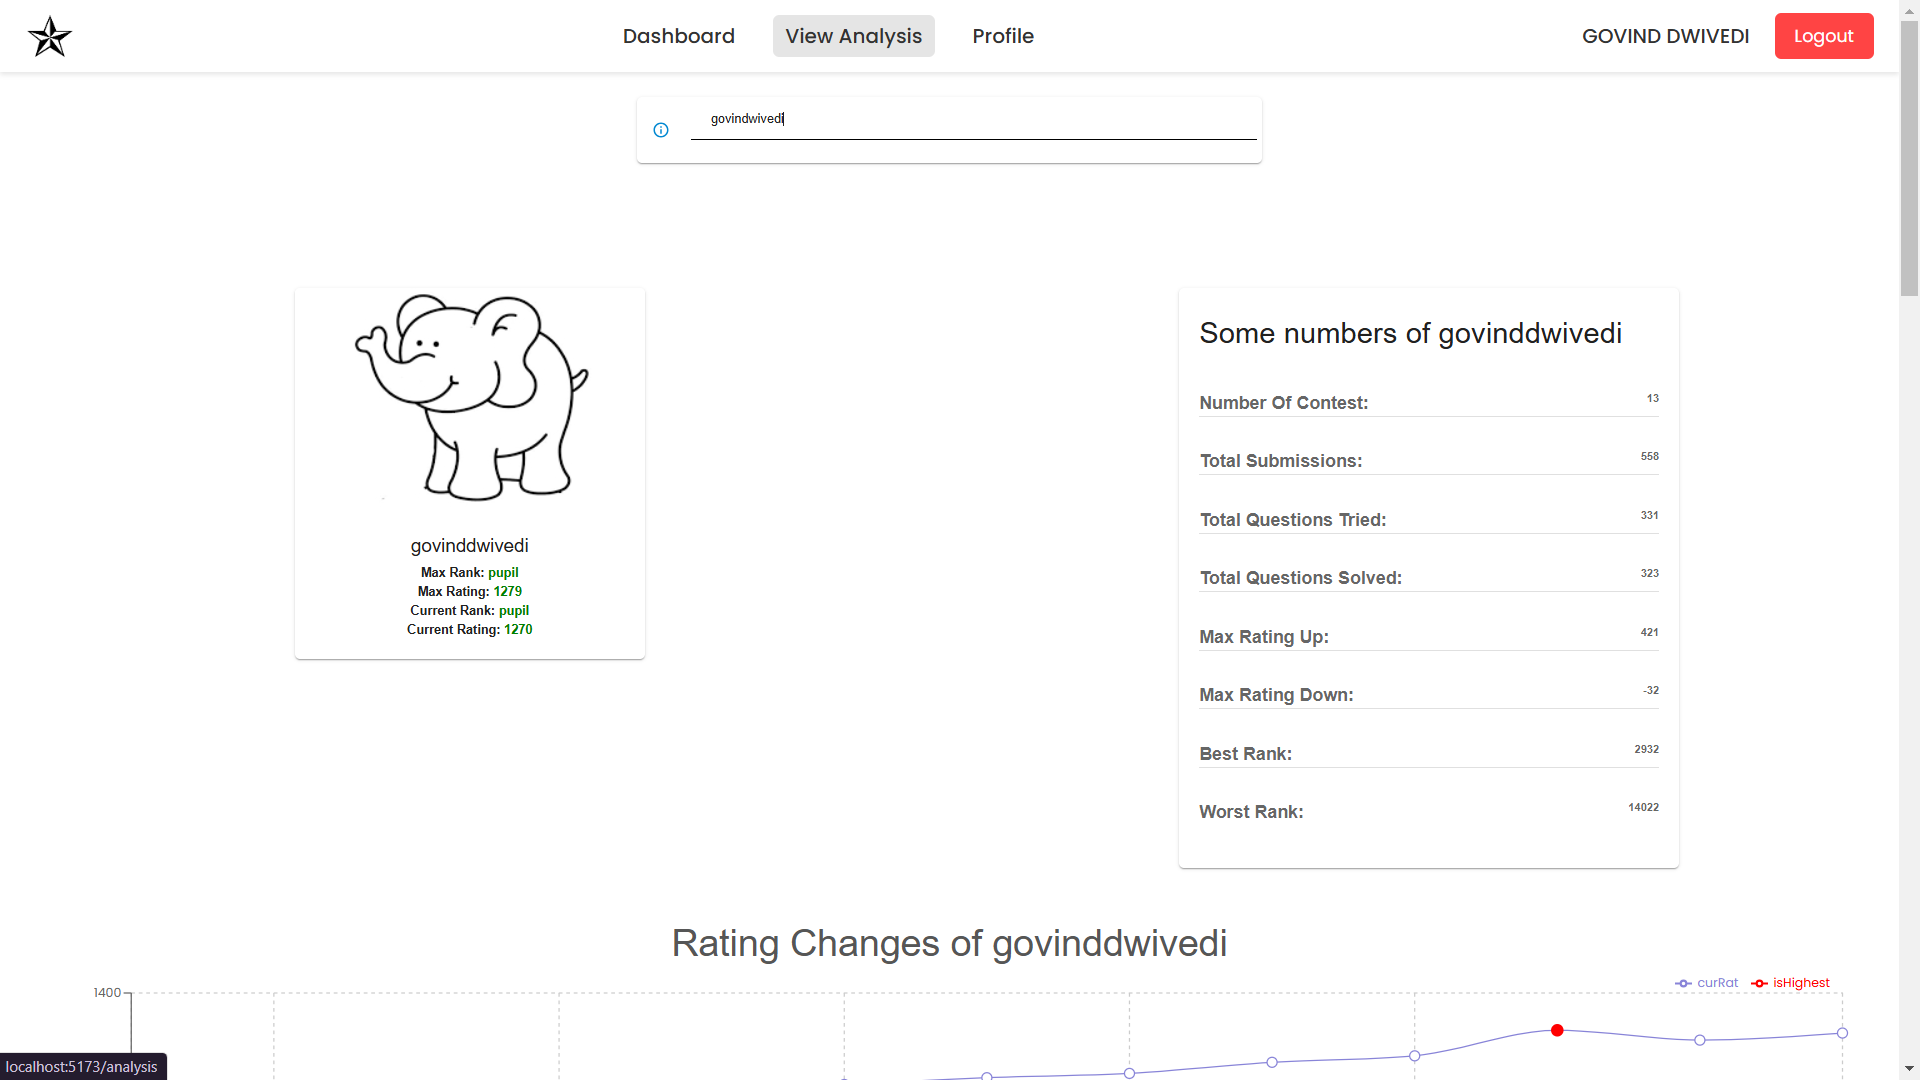 Dashboard View Analysis Profile GOVIND DWIVEDI Logout
govindwivedi
govinddwivedi
Max Rank: pupil
Max Rating: 1279
Current Rank: pupil
Current Rating: 1270
Some numbers of govinddwivedi
Number Of Contest: 13
Total Submissions: 558
Total Questions Tried: 331
Total Questions Solved: 323
Max Rating Up: 421
Max Rating Down: -32
Best Rank: 2932
Worst Rank: 14022
Rating Changes of govinddwivedi
curRat isHighest
1400
localhost:5173/analysis